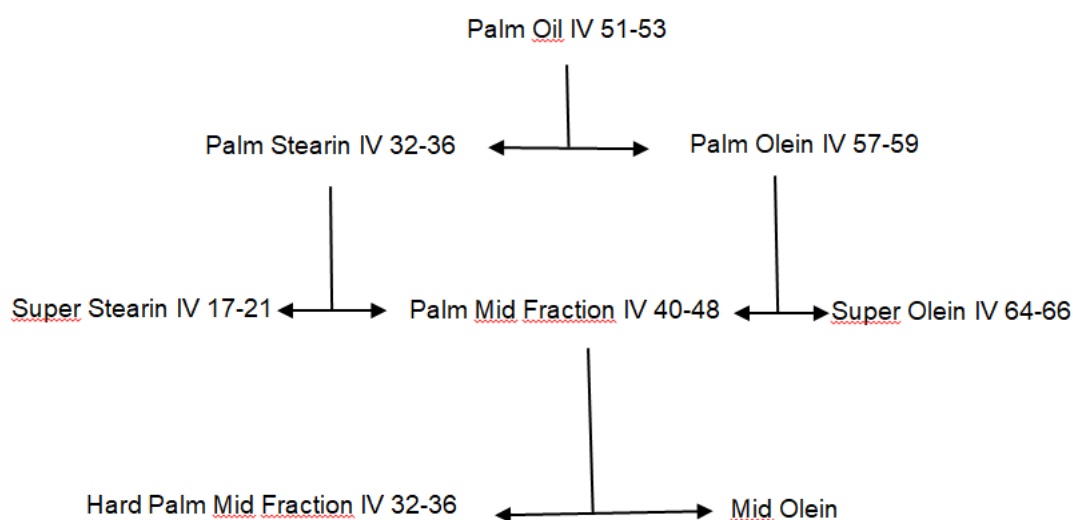 Palm Oil IV 51-53
Palm Stearin IV 32-36
Palm Olein IV 57-59
Super Stearin IV 17-21
Palm Mid Fraction IV 40-48
Super Olein IV 64-66
Hard Palm Mid Fraction IV 32-36
Mid Olein